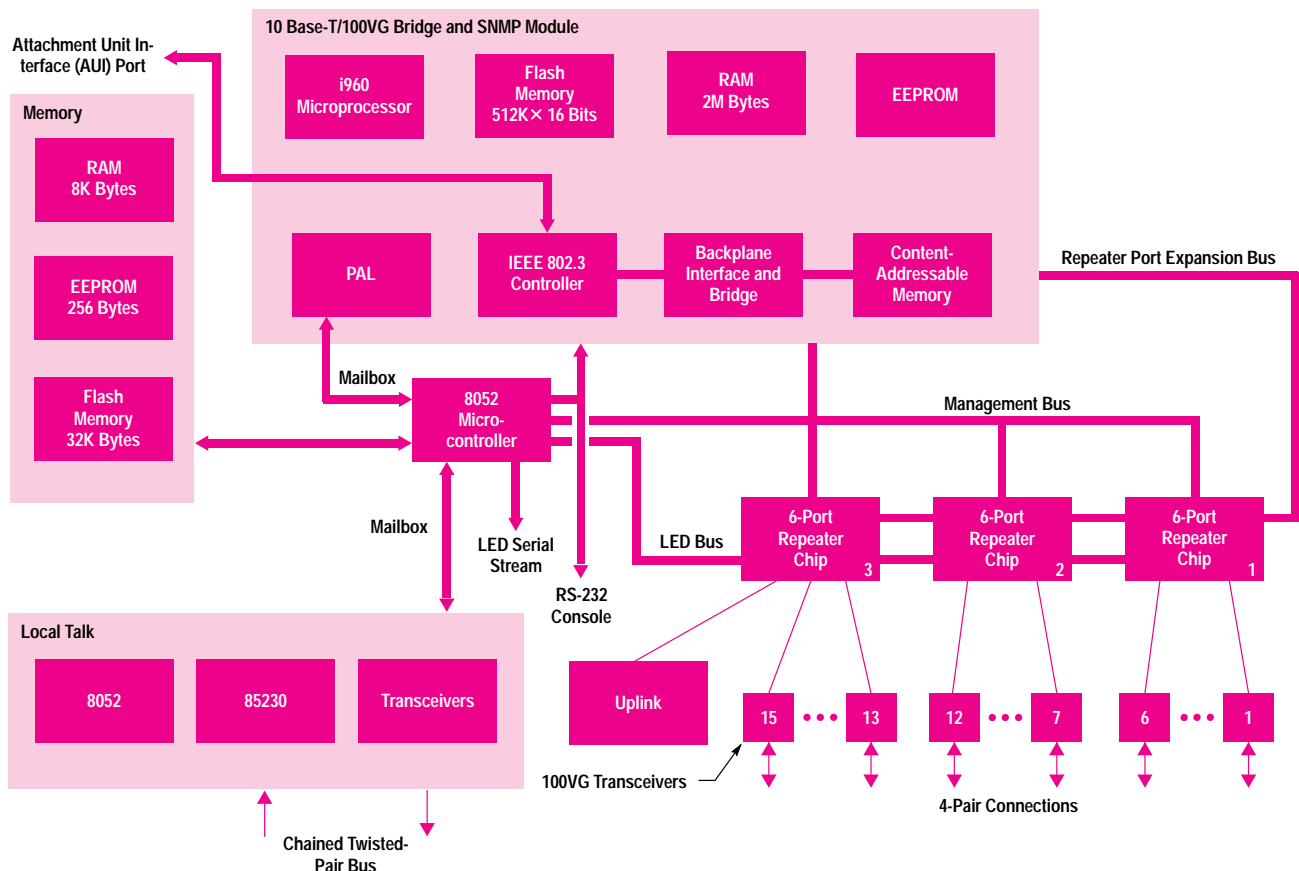 10 Base-T/100VG Bridge and SNMP Module
Attachment Unit In-
terface (AUI) Port
i960
Microprocessor
Flash
Memory
512K× 16 Bits
RAM
2M Bytes
EEPROM
Memory
RAM
8K Bytes
EEPROM
256 Bytes
Flash
Memory
32K Bytes
PAL
IEEE 802.3
Controller
Backplane
Interface and
Bridge
Content-
Addressable
Memory
Repeater Port Expansion Bus
Mailbox
8052
Micro-
controller
Management Bus
Mailbox
LED Serial
Stream
RS-232
Console
LED Bus
6-Port
Repeater
Chip
3
6-Port
Repeater
Chip
2
6-Port
Repeater
Chip
1
Local Talk
8052
85230
Transceivers
Uplink
15
13
12
7
6
1
100VG Transceivers
4-Pair Connections
Chained Twisted-
Pair Bus